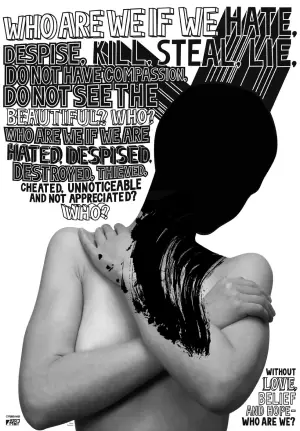 WHO ARE WE IF WE HATE,
DESPISE, KILL, STEAL, LIE,
DO NOT HAVE COMPASSION,
DO NOT SEE THE
BEAUTIFUL? WHO?
WHO ARE WE IF WE ARE
HATED, DESPISED,
DESTROYED, THIEVED,
CHEATED, UNNOTICEABLE
AND NOT APPRECIATED?
WHO?
WITHOUT
LOVE,
BELIEF
AND HOPE—
WHO ARE WE?